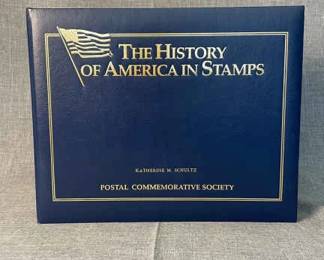 THE HISTORY
OF AMERICA IN STAMPS
KATHERINE M. SCHULTZ
POSTAL COMMEMORATIVE SOCIETY